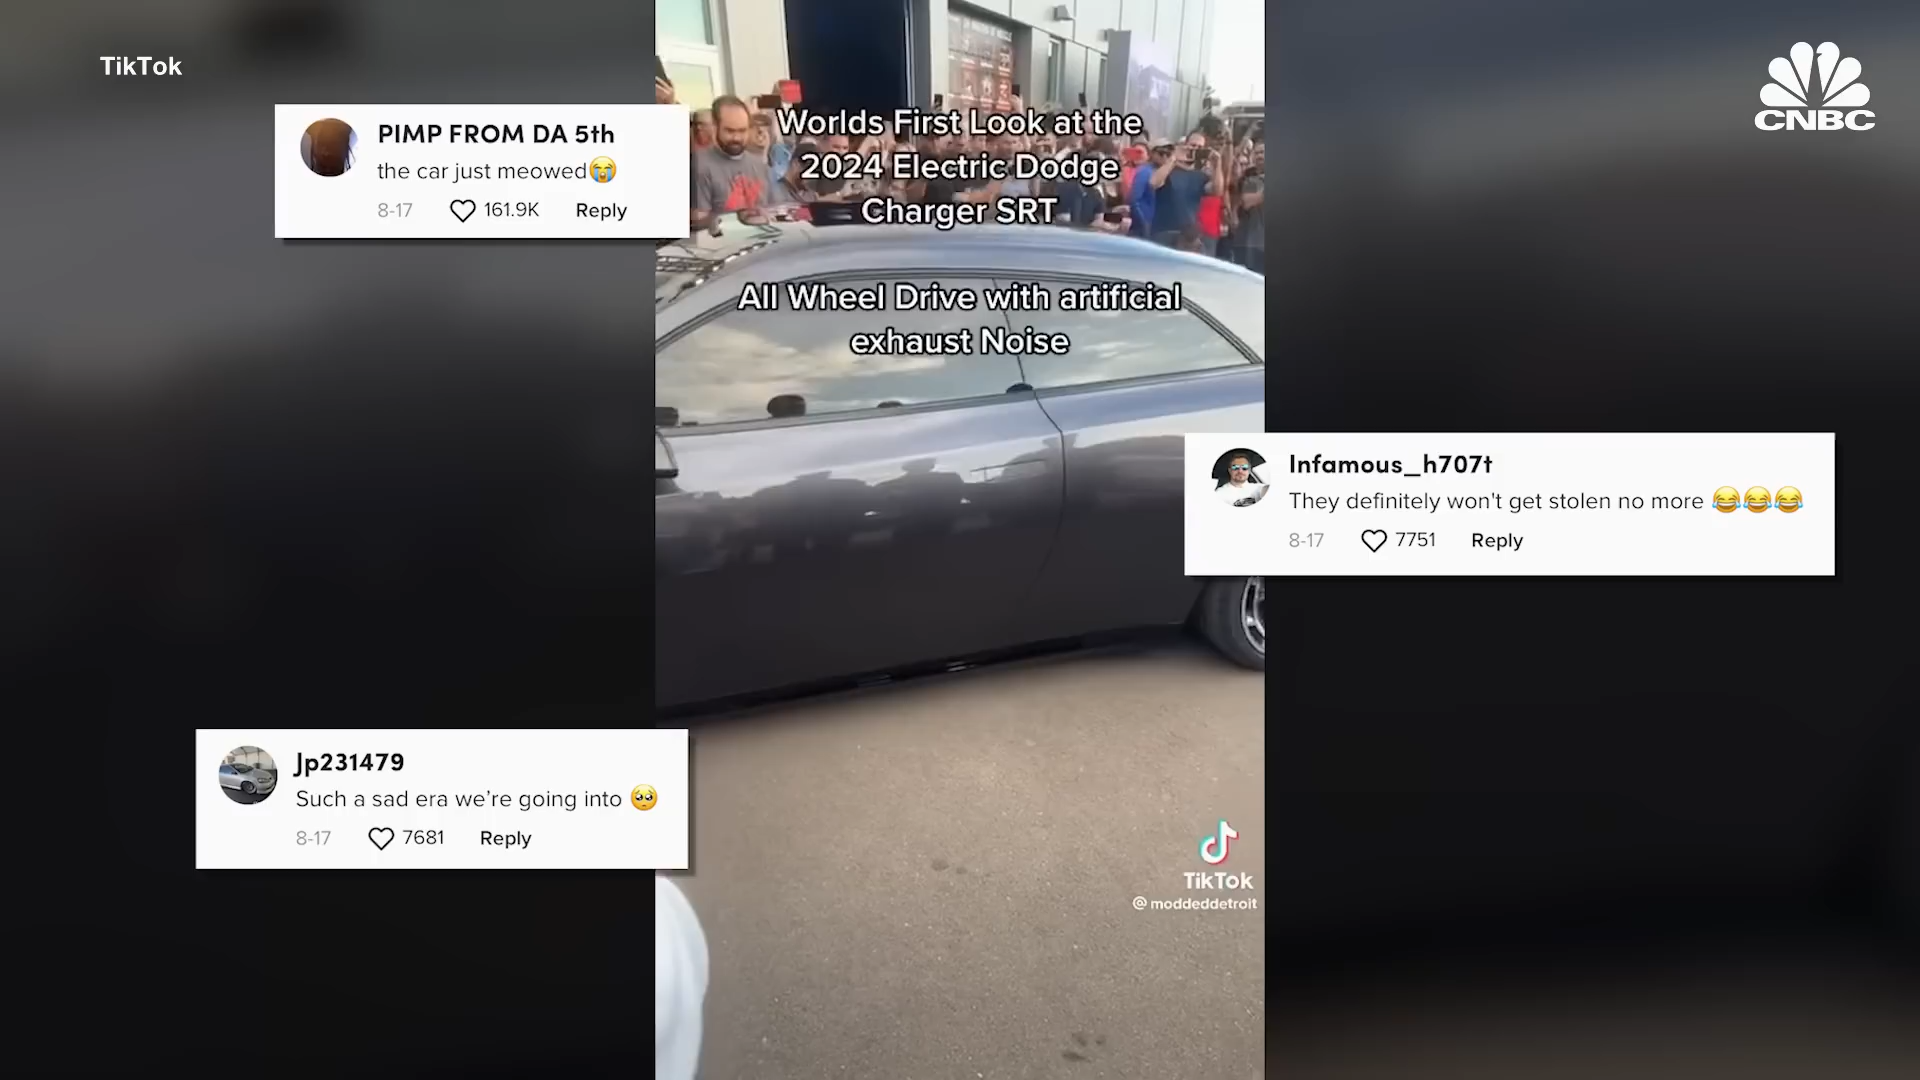 TikTok
CNBC
PIMP FROM DA 5th
the car just meowed😭
8-17 161.9K Reply
Worlds First Look at the
2024 Electric Dodge
Charger SRT
All Wheel Drive with artificial
exhaust Noise
Infamous_h707t
They definitely won't get stolen no more 😂😂😂
8-17 7751 Reply
Jp231479
Such a sad era we’re going into 🥺
8-17 7681 Reply
TikTok
@moddeddetroit